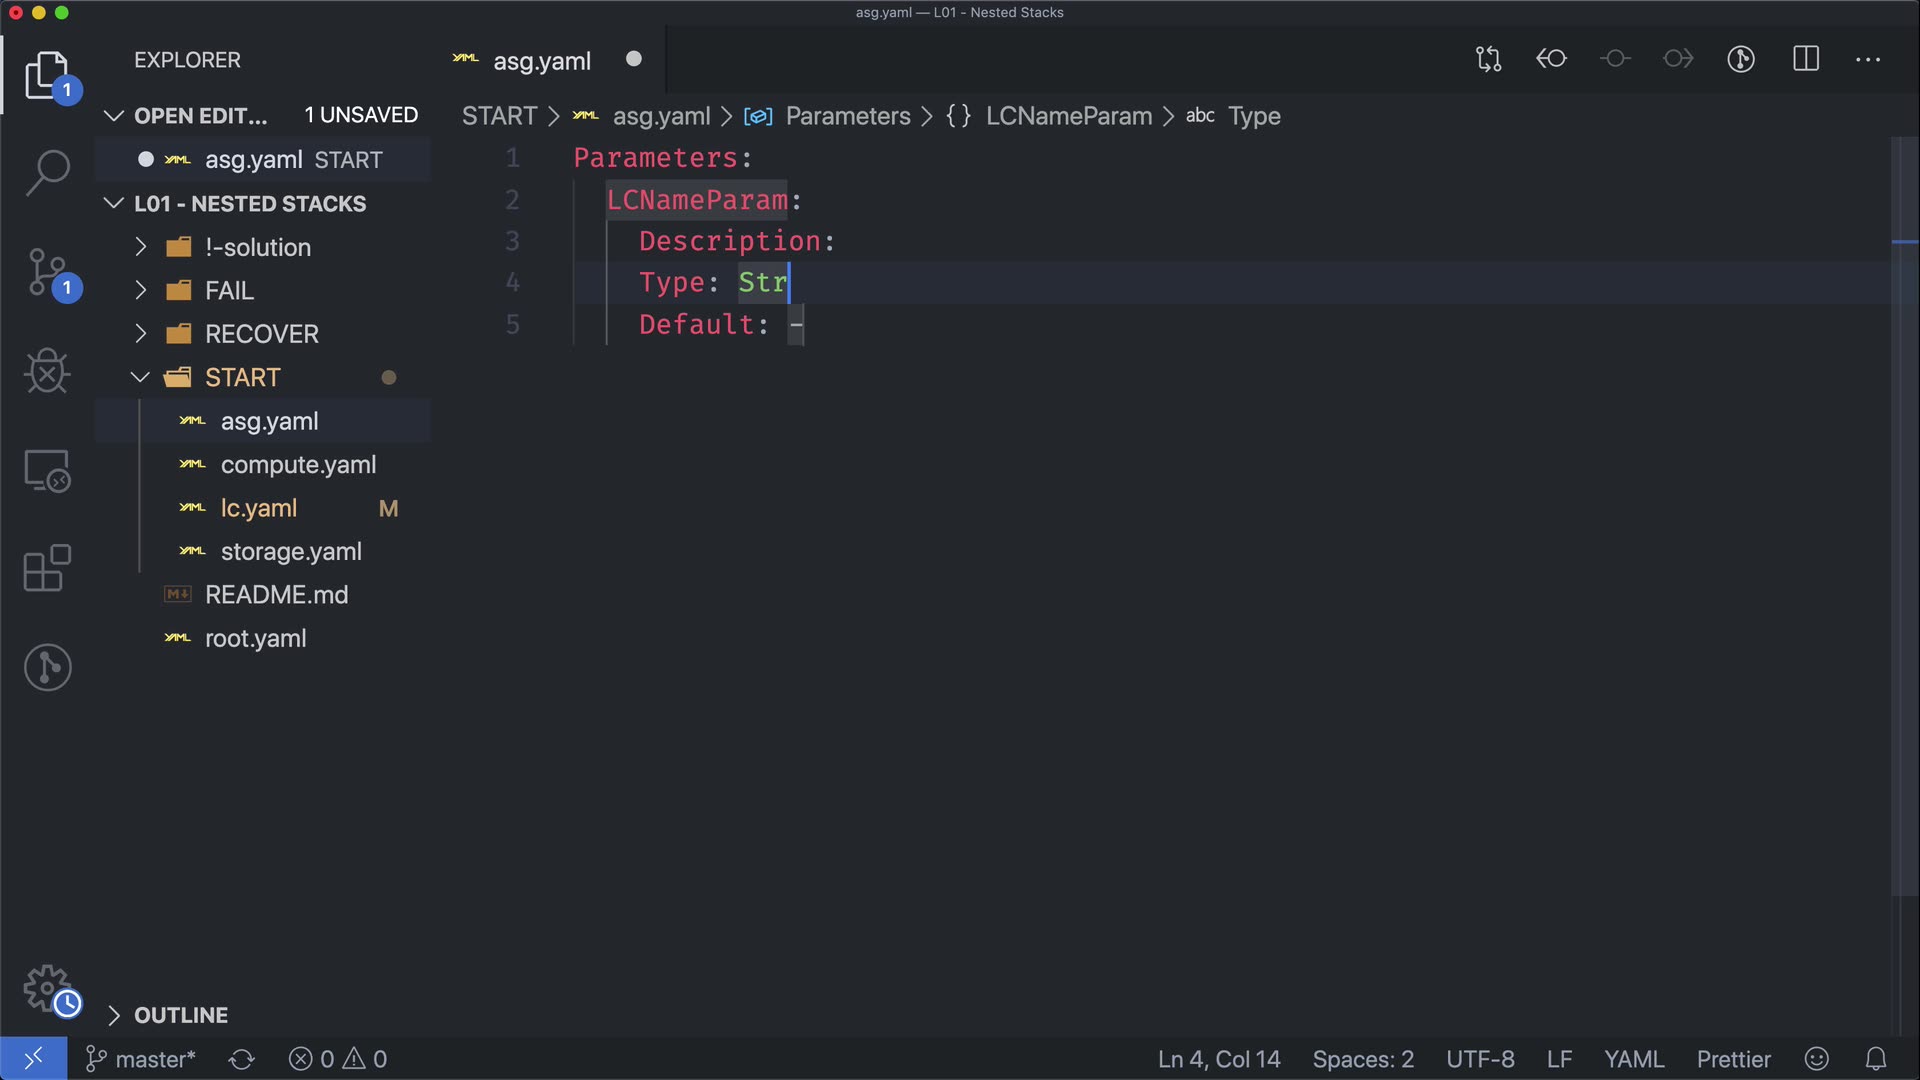 asg.yaml — L01 - Nested Stacks
EXPLORER
asg.yaml
1
OPEN EDIT... 1 UNSAVED
START > asg.yaml > Parameters > {} LCNameParam > abc Type
asg.yaml START
1 Parameters:
2 LCNameParam:
3 Description:
4 Type: Str
5 Default: -
L01 - NESTED STACKS
!-solution
1
FAIL
RECOVER
START
asg.yaml
compute.yaml
lc.yaml M
storage.yaml
README.md
root.yaml
OUTLINE
master* 0 0 Ln 4, Col 14 Spaces: 2 UTF-8 LF YAML Prettier